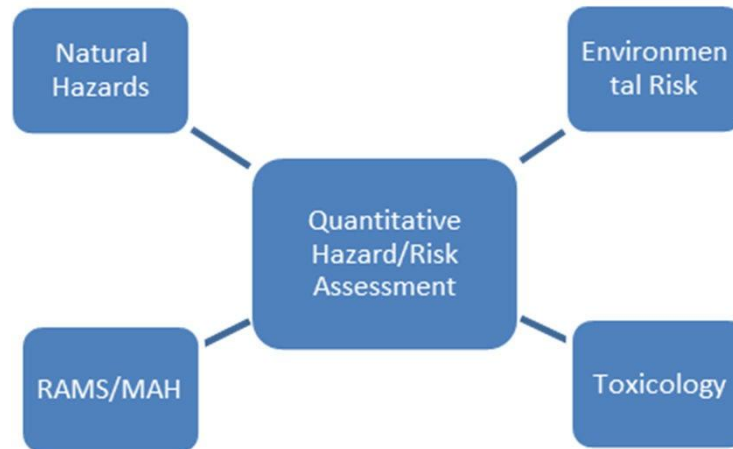 Natural
Hazards
Environmen
tal Risk
Quantitative
Hazard/Risk
Assessment
RAMS/MAH
Toxicology